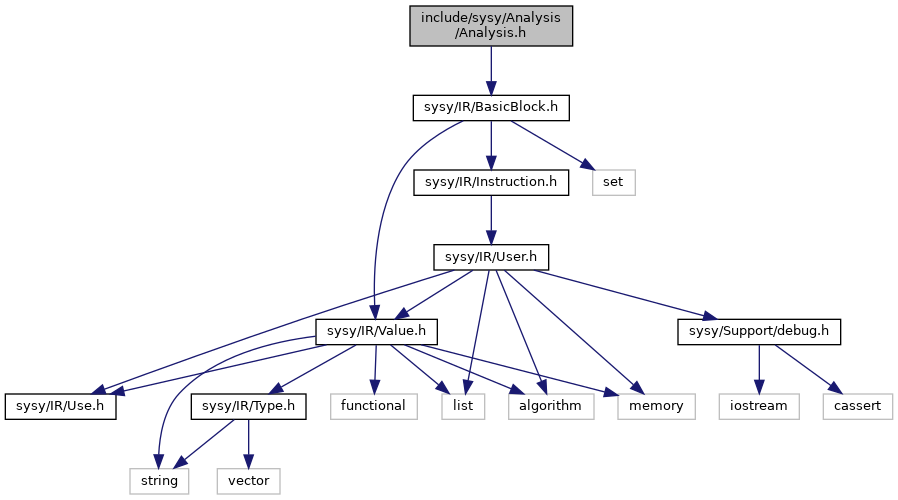 include/sysy/Analysis
/Analysis.h
sysy/IR/BasicBlock.h
sysy/IR/Instruction.h
set
sysy/IR/User.h
sysy/IR/Value.h
sysy/Support/debug.h
sysy/IR/Use.h
sysy/IR/Type.h
functional
list
algorithm
memory
iostream
cassert
string
vector